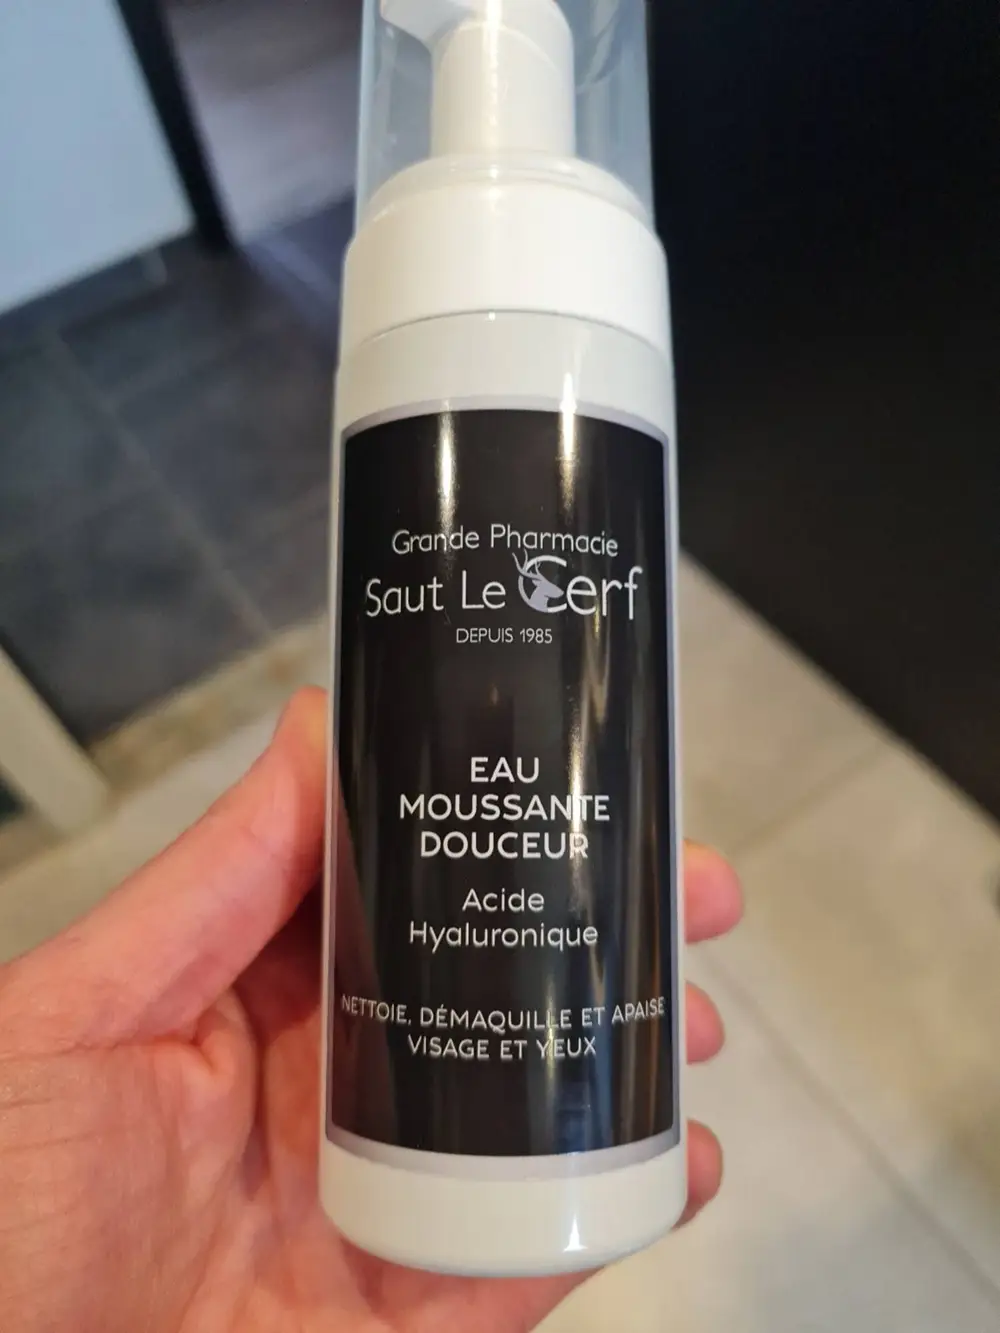 Grande Pharmacie
Saut Le Cerf
DEPUIS 1985
EAU
MOUSSANTE
DOUCEUR
Acide
Hyaluronique
NETTOIE, DÉMAQUILLE ET APAISE
VISAGE ET YEUX